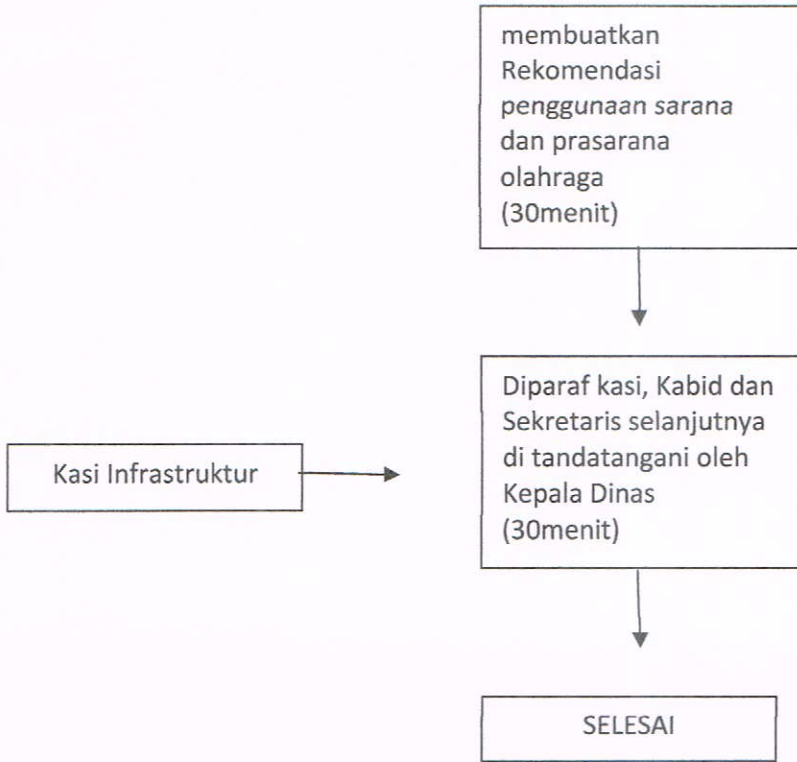 membuatkan
Rekomendasi
penggunaan sarana
dan prasarana
olahraga
(30menit)
Kasi Infrastruktur
Diparaf kasi, Kabid dan
Sekretaris selanjutnya
di tandatangani oleh
Kepala Dinas
(30menit)
SELESAI